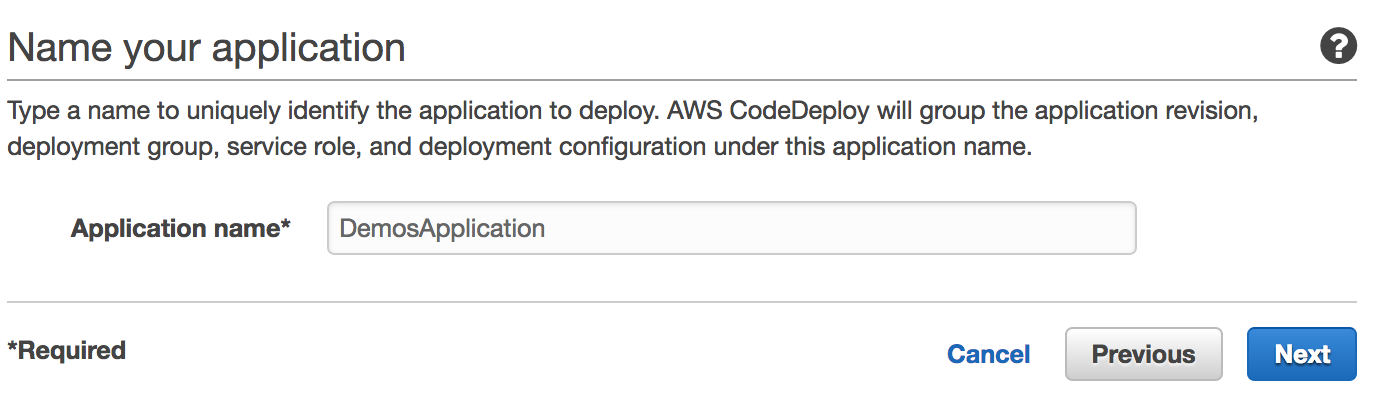 Name your application
?
Type a name to uniquely identify the application to deploy. AWS CodeDeploy will group the application revision,
deployment group, service role, and deployment configuration under this application name.
Application name* DemosApplication
*Required Cancel Previous Next